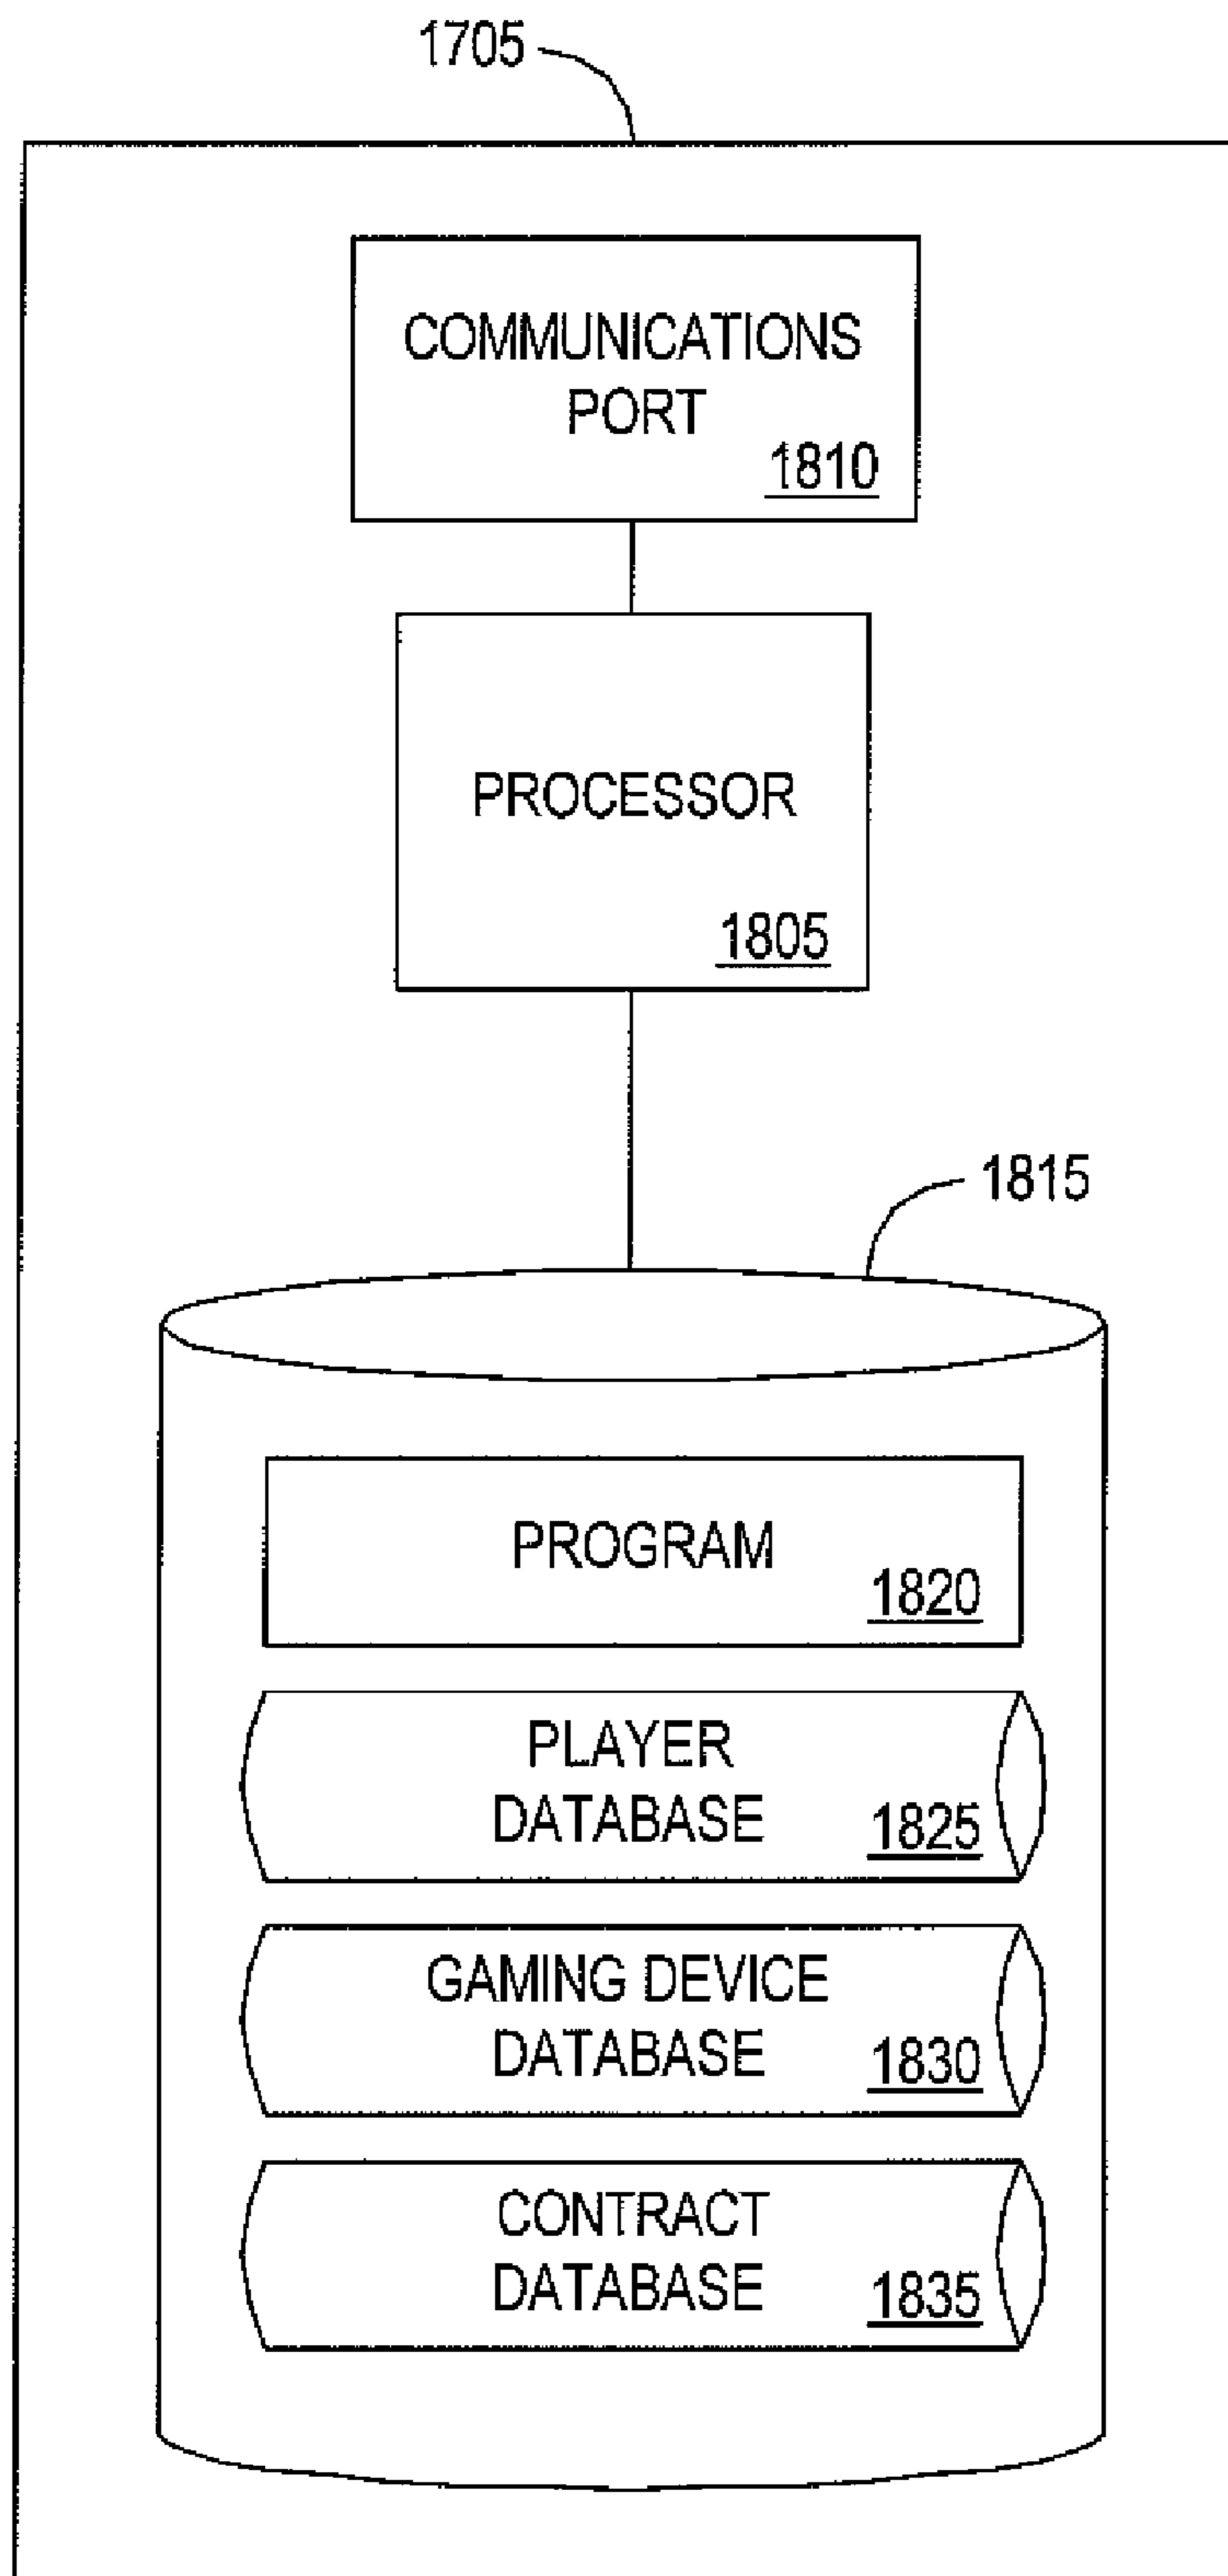 1705
COMMUNICATIONS
PORT
1810
PROCESSOR
1805
1815
PROGRAM
1820
PLAYER
DATABASE
1825
GAMING DEVICE
DATABASE
1830
CONTRACT
DATABASE
1835